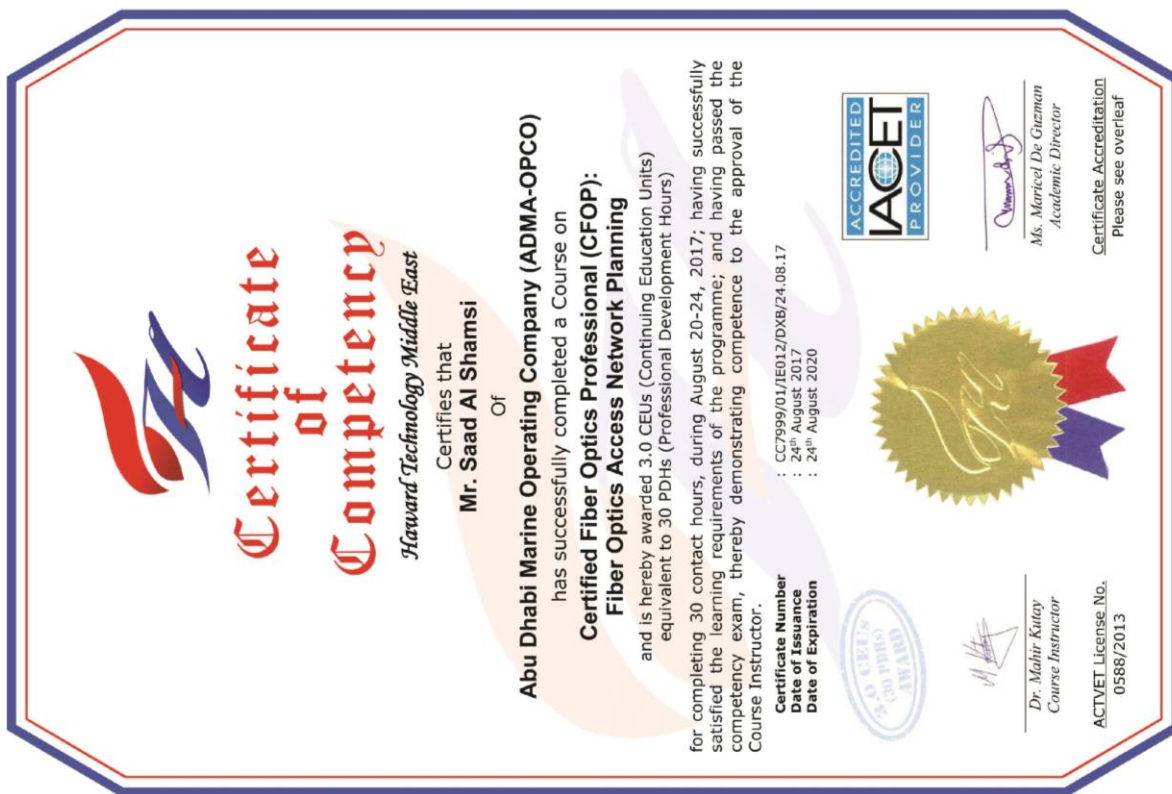 Certificate
of
Competency
Haward Technology Middle East
Certifies that
Mr. Saad Al Shamsi
Of
Abu Dhabi Marine Operating Company (ADMA-OPCO)
has successfully completed a Course on
Certified Fiber Optics Professional (CFOP):
Fiber Optics Access Network Planning
and is hereby awarded 3.0 CEUs (Continuing Education Units)
equivalent to 30 PDHs (Professional Development Hours)
for completing 30 contact hours, during August 20-24, 2017; having successfully
satisfied the learning requirements of the programme; and having passed the
competency exam, thereby demonstrating competence to the approval of the
Course Instructor.
Certificate Number : CC7999/01/IE012/DXB/24.08.17
Date of Issuance : 24th August 2017
Date of Expiration : 24th August 2020
3.0 CEUs
(30 PDHs)
AWARD
ACCREDITED
IACET
PROVIDER
Dr. Mahir Kutay
Course Instructor
Ms. Maricel De Guzman
Academic Director
ACTVET License No.
0588/2013
Certificate Accreditation
Please see overleaf